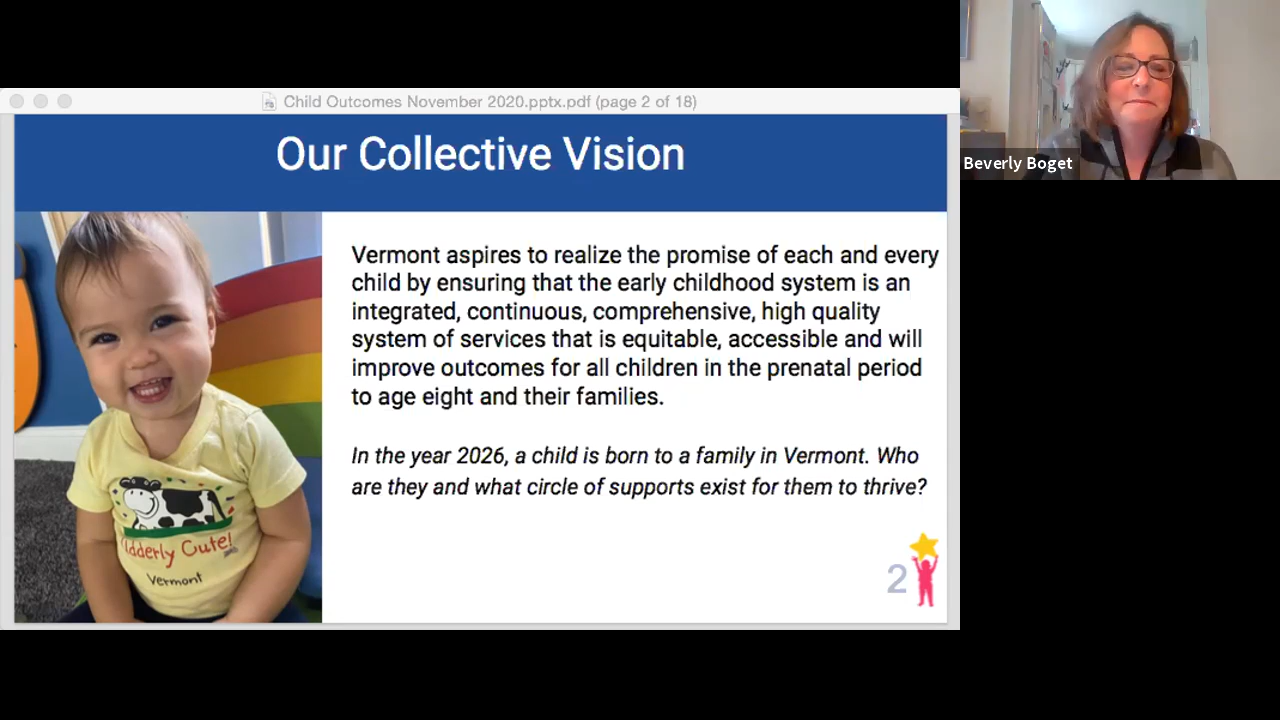 Child Outcomes November 2020.pptx.pdf (page 2 of 18)
Beverly Boget
Our Collective Vision
Vermont aspires to realize the promise of each and every
child by ensuring that the early childhood system is an
integrated, continuous, comprehensive, high quality
system of services that is equitable, accessible and will
improve outcomes for all children in the prenatal period
to age eight and their families.
In the year 2026, a child is born to a family in Vermont. Who
are they and what circle of supports exist for them to thrive?
Udderly Cute!
Vermont
2